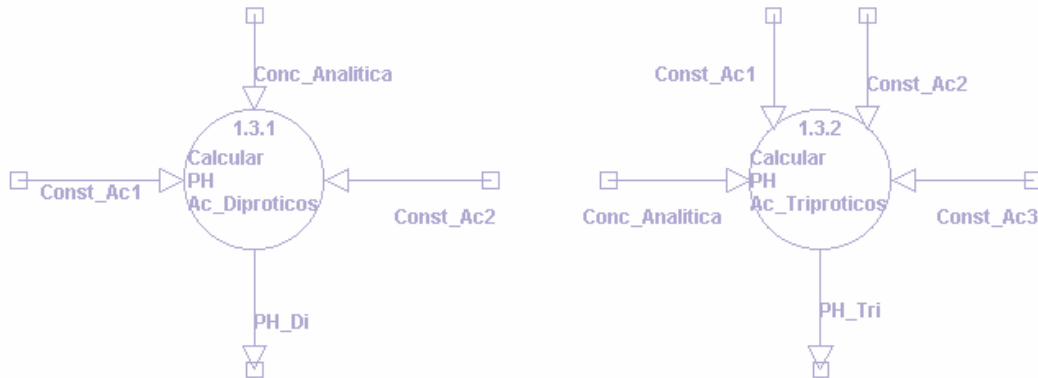 Conc_Analitica
1.3.1
Calcular
PH
Ac_Diproticos
Const_Ac1
Const_Ac2
PH_Di
Const_Ac1
Const_Ac2
1.3.2
Calcular
PH
Ac_Triproticos
Conc_Analitica
Const_Ac3
PH_Tri